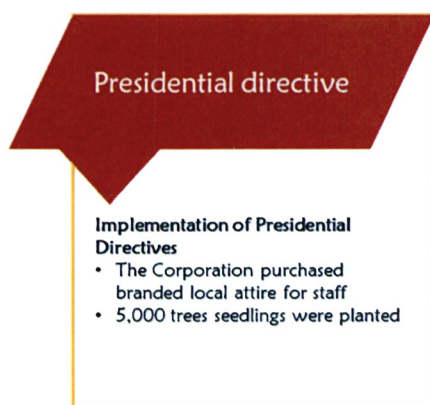 Presidential directive
Implementation of Presidential
Directives
• The Corporation purchased
branded local attire for staff
• 5,000 trees seedlings were planted